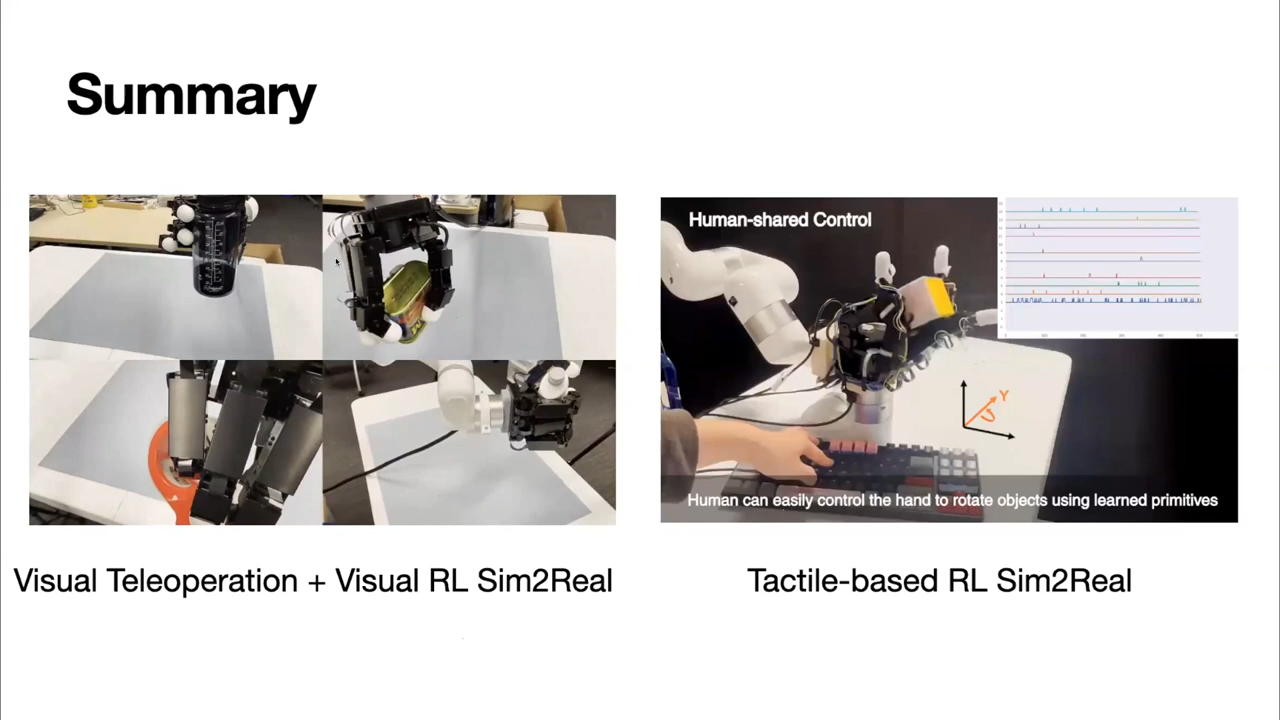 Summary
Human-shared Control
Y
Human can easily control the hand to rotate objects using learned primitives
Visual Teleoperation + Visual RL Sim2Real
Tactile-based RL Sim2Real